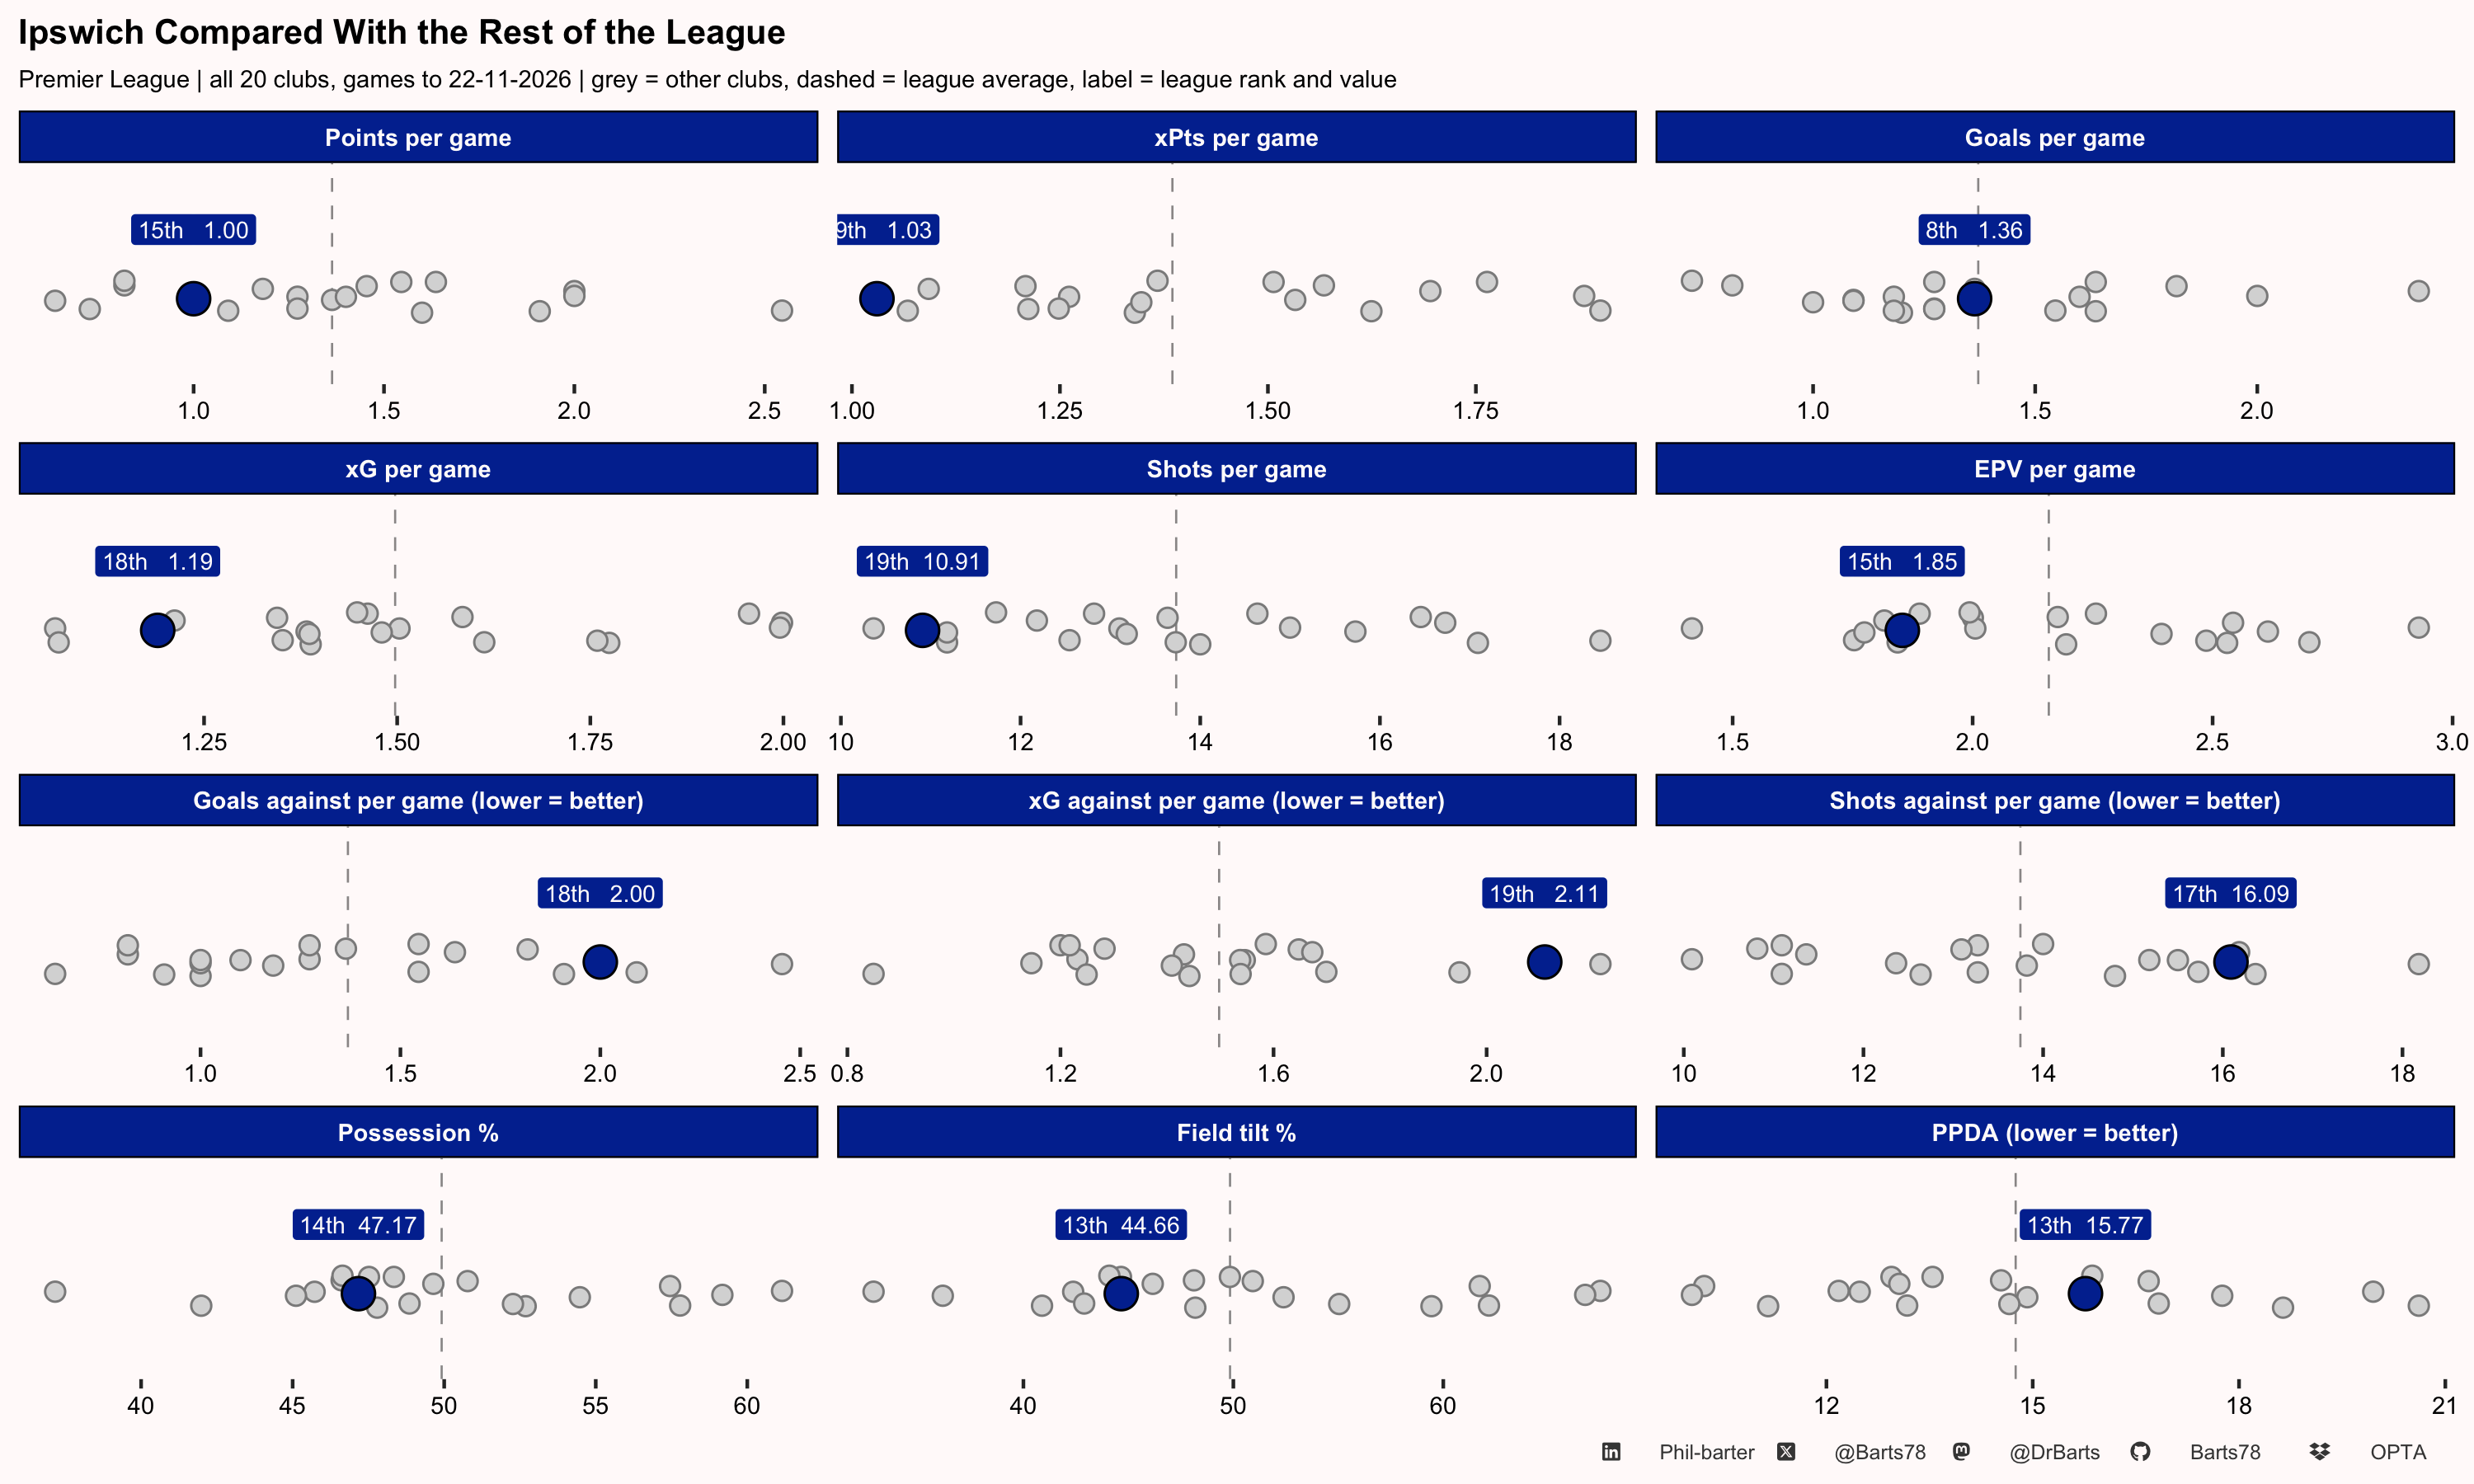 Ipswich Compared With the Rest of the League
Premier League | all 20 clubs, games to 22-11-2026 | grey = other clubs, dashed = league average, label = league rank and value
Points per game
xPts per game
Goals per game
15th 1.00
9th 1.03
8th 1.36
1.0 1.5 2.0 2.5
1.00 1.25 1.50 1.75
1.0 1.5 2.0
xG per game
Shots per game
EPV per game
18th 1.19
19th 10.91
15th 1.85
1.25 1.50 1.75 2.00
10 12 14 16 18
1.5 2.0 2.5 3.0
Goals against per game (lower = better)
xG against per game (lower = better)
Shots against per game (lower = better)
18th 2.00
19th 2.11
17th 16.09
1.0 1.5 2.0 2.5
0.8 1.2 1.6 2.0
10 12 14 16 18
Possession %
Field tilt %
PPDA (lower = better)
14th 47.17
13th 44.66
13th 15.77
40 45 50 55 60
40 50 60
12 15 18 21
Phil-barter @Barts78 @DrBarts Barts78 OPTA